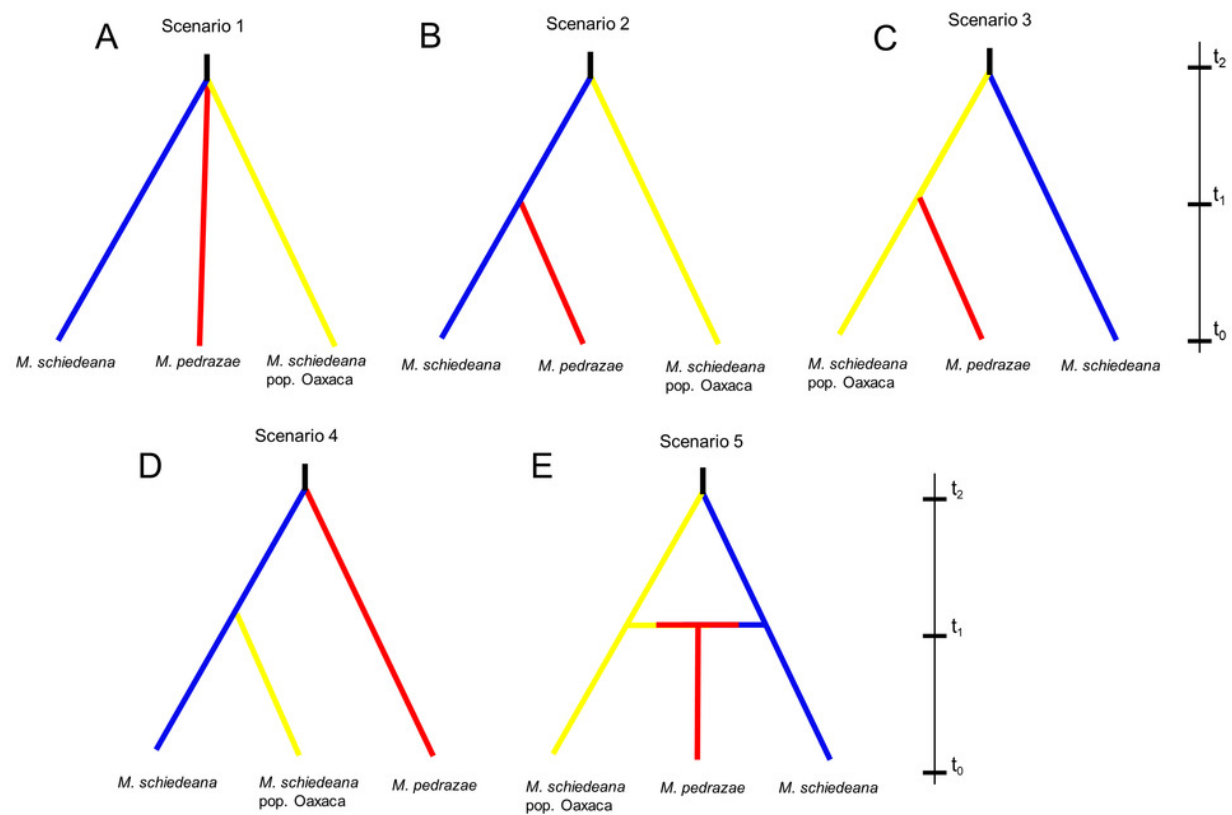 A
Scenario 1
B
Scenario 2
C
Scenario 3
t2
t1
t0
M. schiedeana
M. pedrazae
M. schiedeana
pop. Oaxaca
M. schiedeana
M. pedrazae
M. schiedeana
pop. Oaxaca
M. schiedeana
pop. Oaxaca
M. pedrazae
M. schiedeana
D
Scenario 4
E
Scenario 5
t2
t1
t0
M. schiedeana
M. schiedeana
pop. Oaxaca
M. pedrazae
M. schiedeana
pop. Oaxaca
M. pedrazae
M. schiedeana